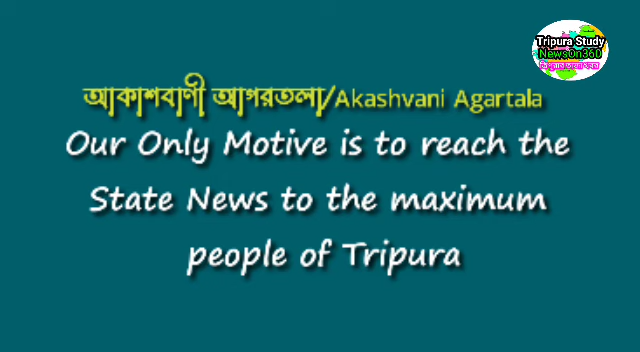 Tripura Study
NewsOn36D
আকাশবাণী আগরতলা/Akashvani Agartala
Our Only Motive is to reach the
State News to the maximum
people of Tripura